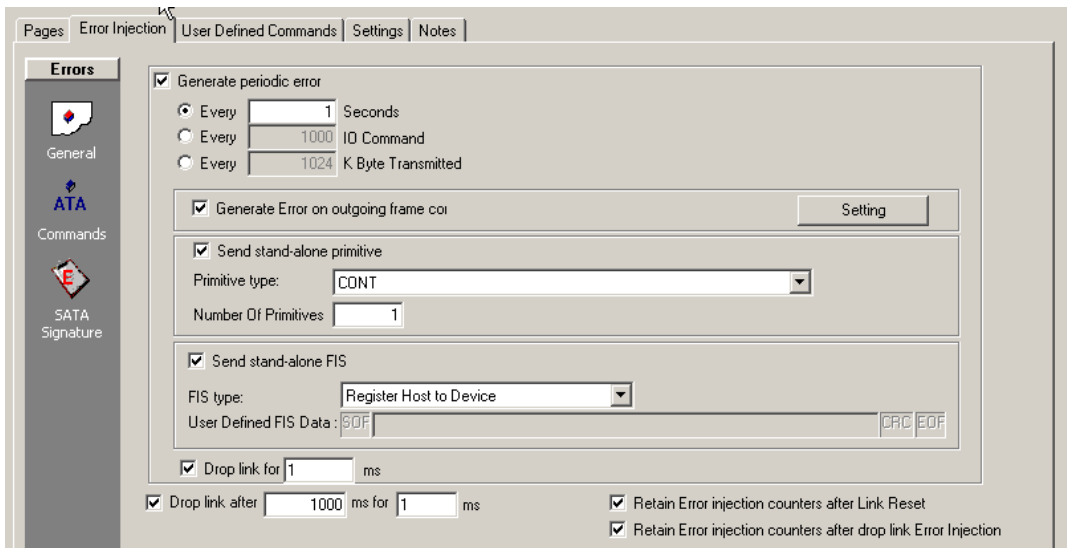 Pages Error Injection User Defined Commands Settings Notes
Errors
General
ATA
Commands
E
SATA
Signature
Generate periodic error
Every 1 Seconds
Every 1000 IO Command
Every 1024 K Byte Transmitted
Generate Error on outgoing frame coi Setting
Send stand-alone primitive
Primitive type: CONT
Number Of Primitives 1
Send stand-alone FIS
FIS type: Register Host to Device
User Defined FIS Data : SOF CRC EOF
Drop link for 1 ms
Drop link after 1000 ms for 1 ms
Retain Error injection counters after Link Reset
Retain Error injection counters after drop link Error Injection